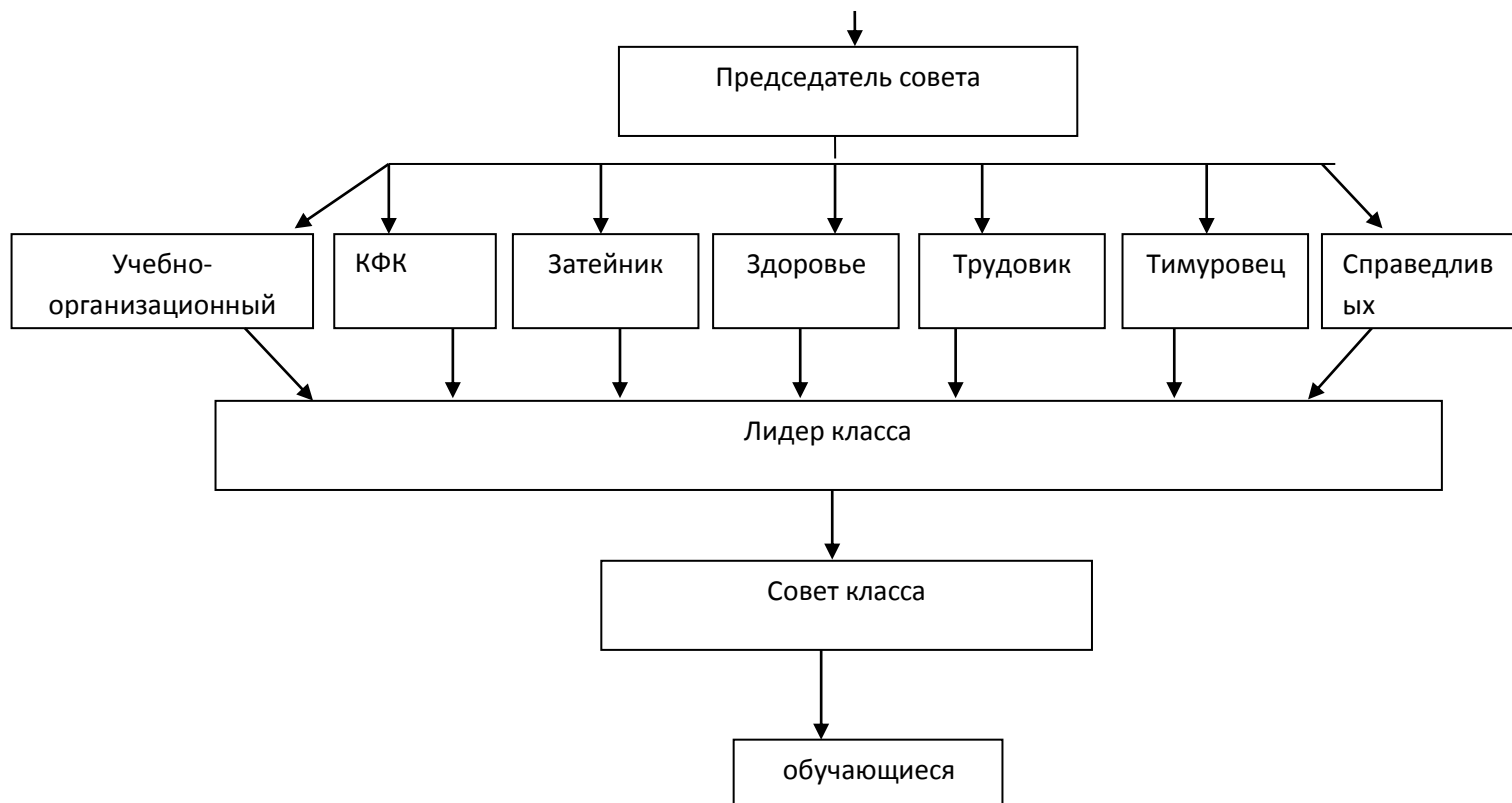 Председатель совета
Учебно-
организационный
КФК
Затейник
Здоровье
Трудовик
Тимуровец
Справедлив
ых
Лидер класса
Совет класса
обучающиеся